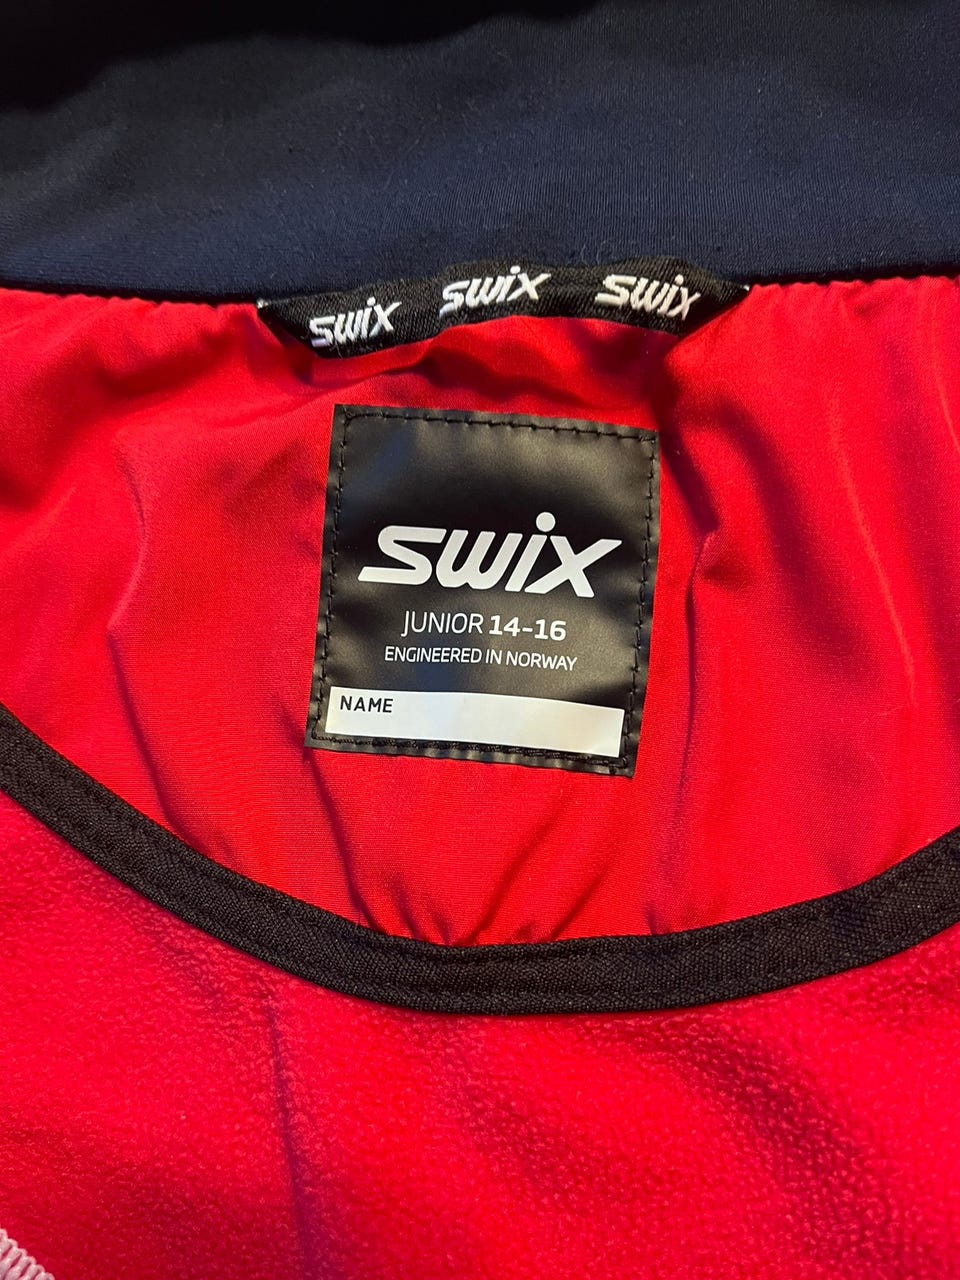 swix swix swix
swix
JUNIOR 14-16
ENGINEERED IN NORWAY
NAME